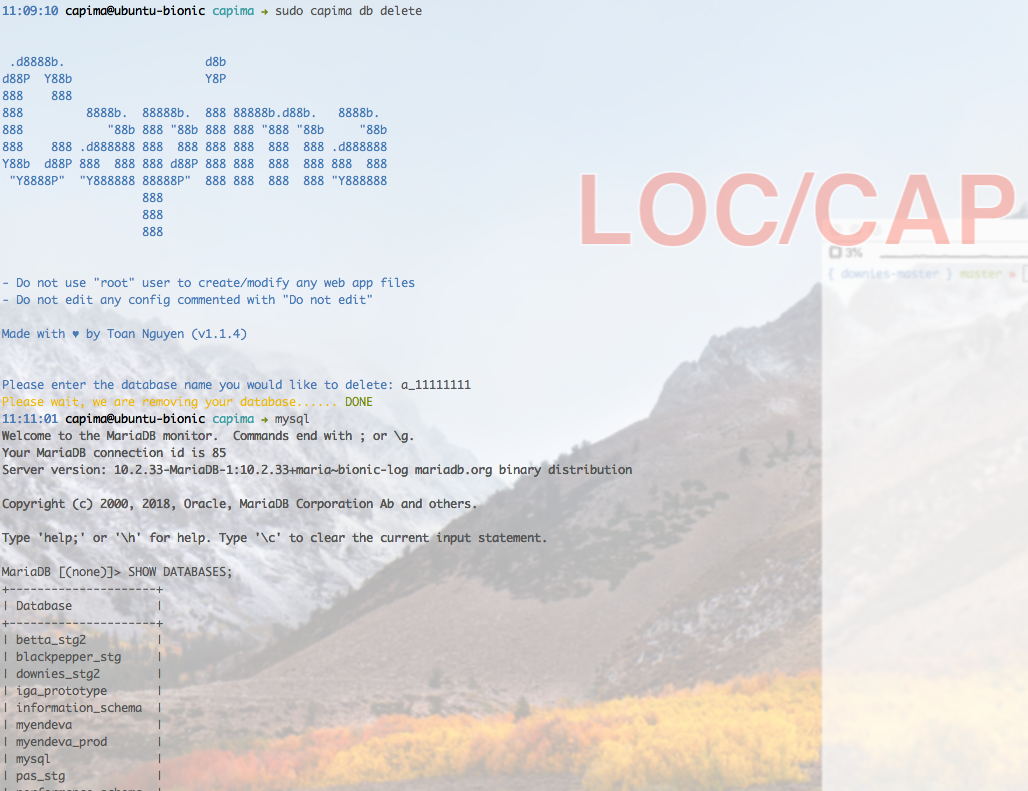 11:09:10 capima@ubuntu-bionic capima → sudo capima db delete
 .d8888b.                    d8b
d88P  Y88b                   Y8P
888    888
888         8888b.  88888b.  888 88888b.d88b.   8888b.
888            "88b 888 "88b 888 888 "888 "88b     "88b
888    888 .d888888 888  888 888 888  888  888 .d888888
Y88b  d88P 888  888 888 d88P 888 888  888  888 888  888
 "Y8888P"  "Y888888 88888P"  888 888  888  888 "Y888888
                    888
                    888
                    888
LOC/CAP
3%
{ downies-master } master »
- Do not use "root" user to create/modify any web app files
- Do not edit any config commented with "Do not edit"
Made with ♥ by Toan Nguyen (v1.1.4)
Please enter the database name you would like to delete: a_11111111
Please wait, we are removing your database...... DONE
11:11:01 capima@ubuntu-bionic capima → mysql
Welcome to the MariaDB monitor.  Commands end with ; or \g.
Your MariaDB connection id is 85
Server version: 10.2.33-MariaDB-1:10.2.33+maria~bionic-log mariadb.org binary distribution
Copyright (c) 2000, 2018, Oracle, MariaDB Corporation Ab and others.
Type 'help;' or '\h' for help. Type '\c' to clear the current input statement.
MariaDB [(none)]> SHOW DATABASES;
+---------------------+
| Database            |
+---------------------+
| betta_stg2          |
| blackpepper_stg     |
| downies_stg2        |
| iga_prototype       |
| information_schema  |
| myendeva            |
| myendeva_prod       |
| mysql               |
| pas_stg             |